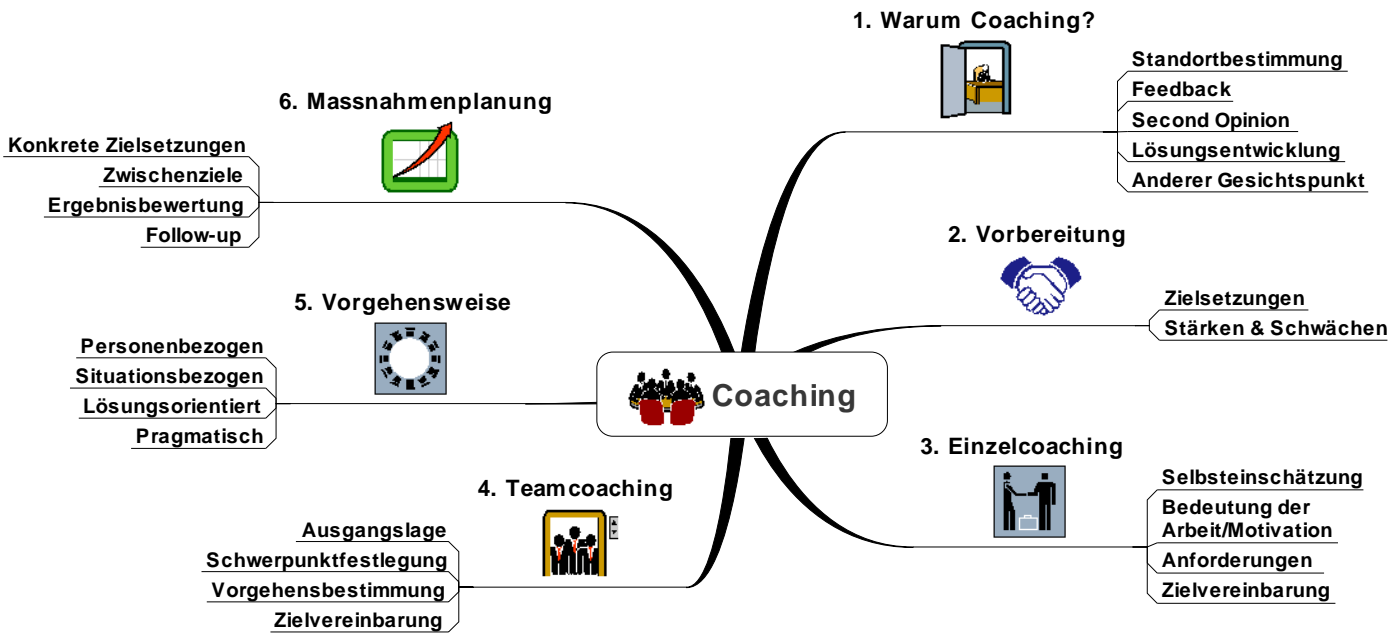 Coaching
1. Warum Coaching?
Standortbestimmung
Feedback
Second Opinion
Lösungsentwicklung
Anderer Gesichtspunkt
2. Vorbereitung
Zielsetzungen
Stärken & Schwächen
3. Einzelcoaching
Selbsteinschätzung
Bedeutung der
Arbeit/Motivation
Anforderungen
Zielvereinbarung
4. Teamcoaching
Ausgangslage
Schwerpunktfestlegung
Vorgehensbestimmung
Zielvereinbarung
5. Vorgehensweise
Personenbezogen
Situationsbezogen
Lösungsorientiert
Pragmatisch
6. Massnahmenplanung
Konkrete Zielsetzungen
Zwischenziele
Ergebnisbewertung
Follow-up